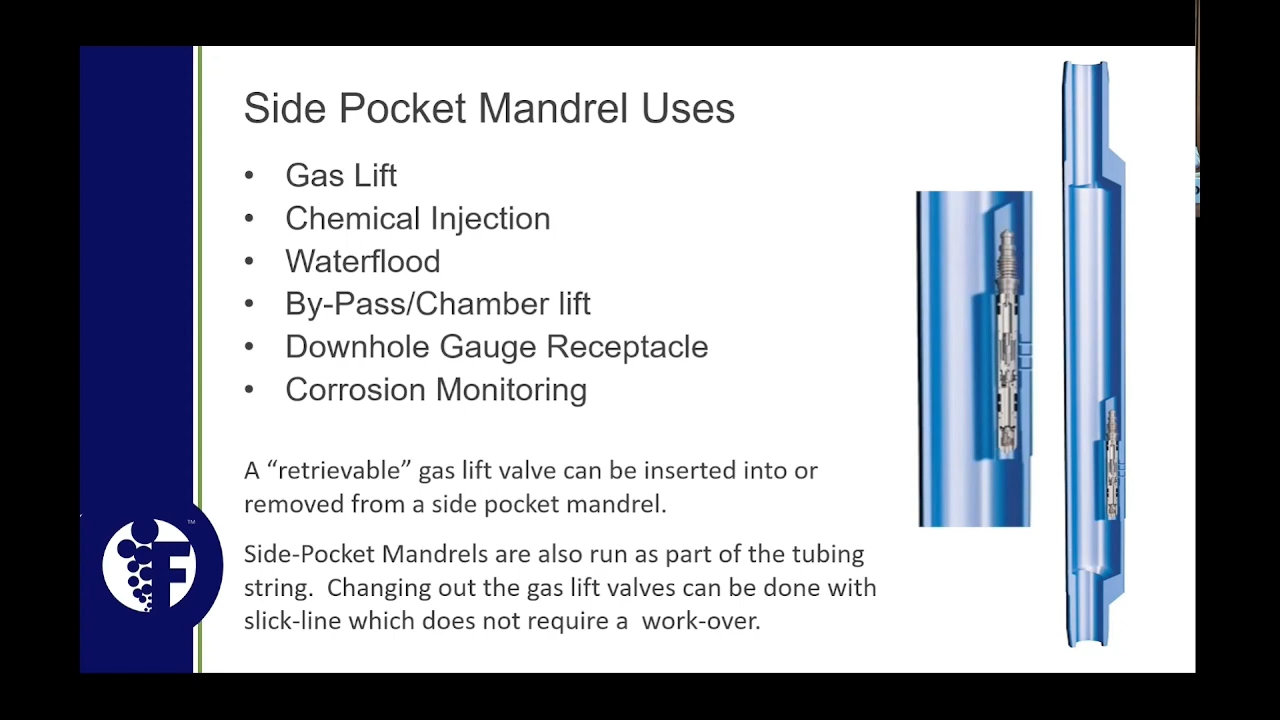 Side Pocket Mandrel Uses
• Gas Lift
• Chemical Injection
• Waterflood
• By-Pass/Chamber lift
• Downhole Gauge Receptacle
• Corrosion Monitoring
A “retrievable” gas lift valve can be inserted into or
removed from a side pocket mandrel.
Side-Pocket Mandrels are also run as part of the tubing
string.  Changing out the gas lift valves can be done with
slick-line which does not require a  work-over.
F
™